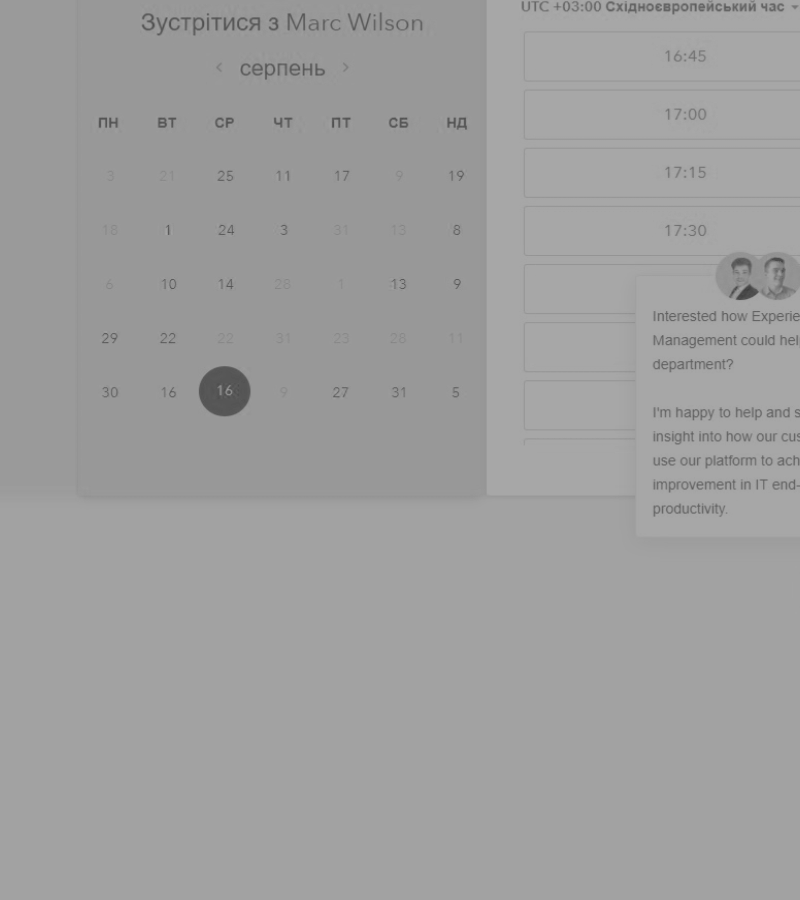 Зустрітися з Marc Wilson
серпень
ПН ВТ СР ЧТ ПТ СБ НД
3 21 25 11 17 9 19
18 1 24 3 31 13 8
6 10 14 28 1 13 9
29 22 22 31 23 28 11
30 16 16 9 27 31 5
UTC +03:00 Східноєвропейський час
16:45
17:00
17:15
17:30
Interested how Experie
Management could hel
department?
I'm happy to help and s
insight into how our cus
use our platform to ach
improvement in IT end-
productivity.